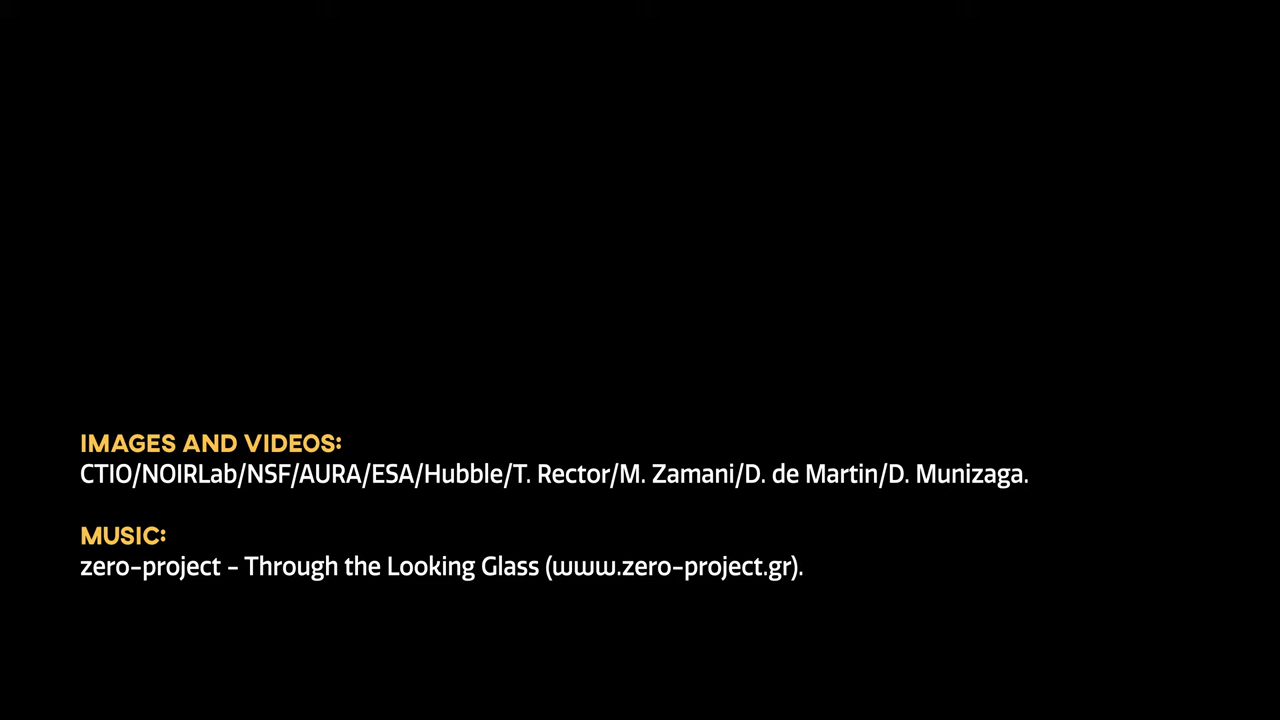 IMAGES AND VIDEOS:
CTIO/NOIRLab/NSF/AURA/ESA/Hubble/T. Rector/M. Zamani/D. de Martin/D. Munizaga.
MUSIC:
zero-project - Through the Looking Glass (www.zero-project.gr).